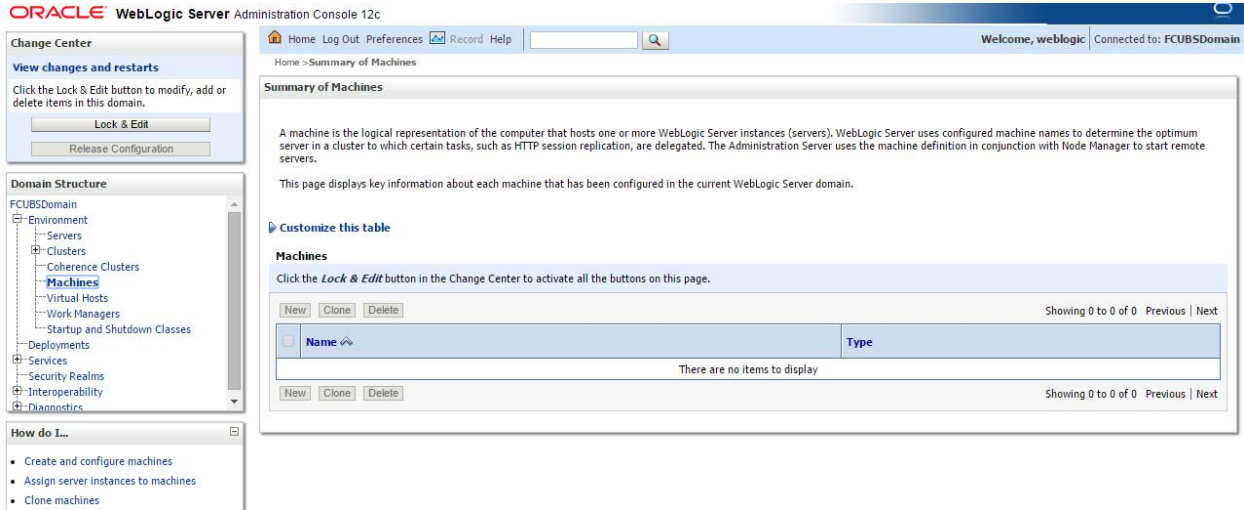 ORACLE WebLogic Server Administration Console 12c
Change Center
View changes and restarts
Click the Lock & Edit button to modify, add or
delete items in this domain.
Lock & Edit
Release Configuration
Domain Structure
FCUBSDomain
Environment
Servers
Clusters
Coherence Clusters
Machines
Virtual Hosts
Work Managers
Startup and Shutdown Classes
Deployments
Services
Security Realms
Interoperability
Diagnostics
How do I...
Create and configure machines
Assign server instances to machines
Clone machines
Home Log Out Preferences Record Help
Welcome, weblogic Connected to: FCUBSDomain
Home >Summary of Machines
Summary of Machines
A machine is the logical representation of the computer that hosts one or more WebLogic Server instances (servers). WebLogic Server uses configured machine names to determine the optimum
server in a cluster to which certain tasks, such as HTTP session replication, are delegated. The Administration Server uses the machine definition in conjunction with Node Manager to start remote
servers.
This page displays key information about each machine that has been configured in the current WebLogic Server domain.
Customize this table
Machines
Click the Lock & Edit button in the Change Center to activate all the buttons on this page.
New Clone Delete Showing 0 to 0 of 0 Previous | Next
Name Type
There are no items to display
New Clone Delete Showing 0 to 0 of 0 Previous | Next